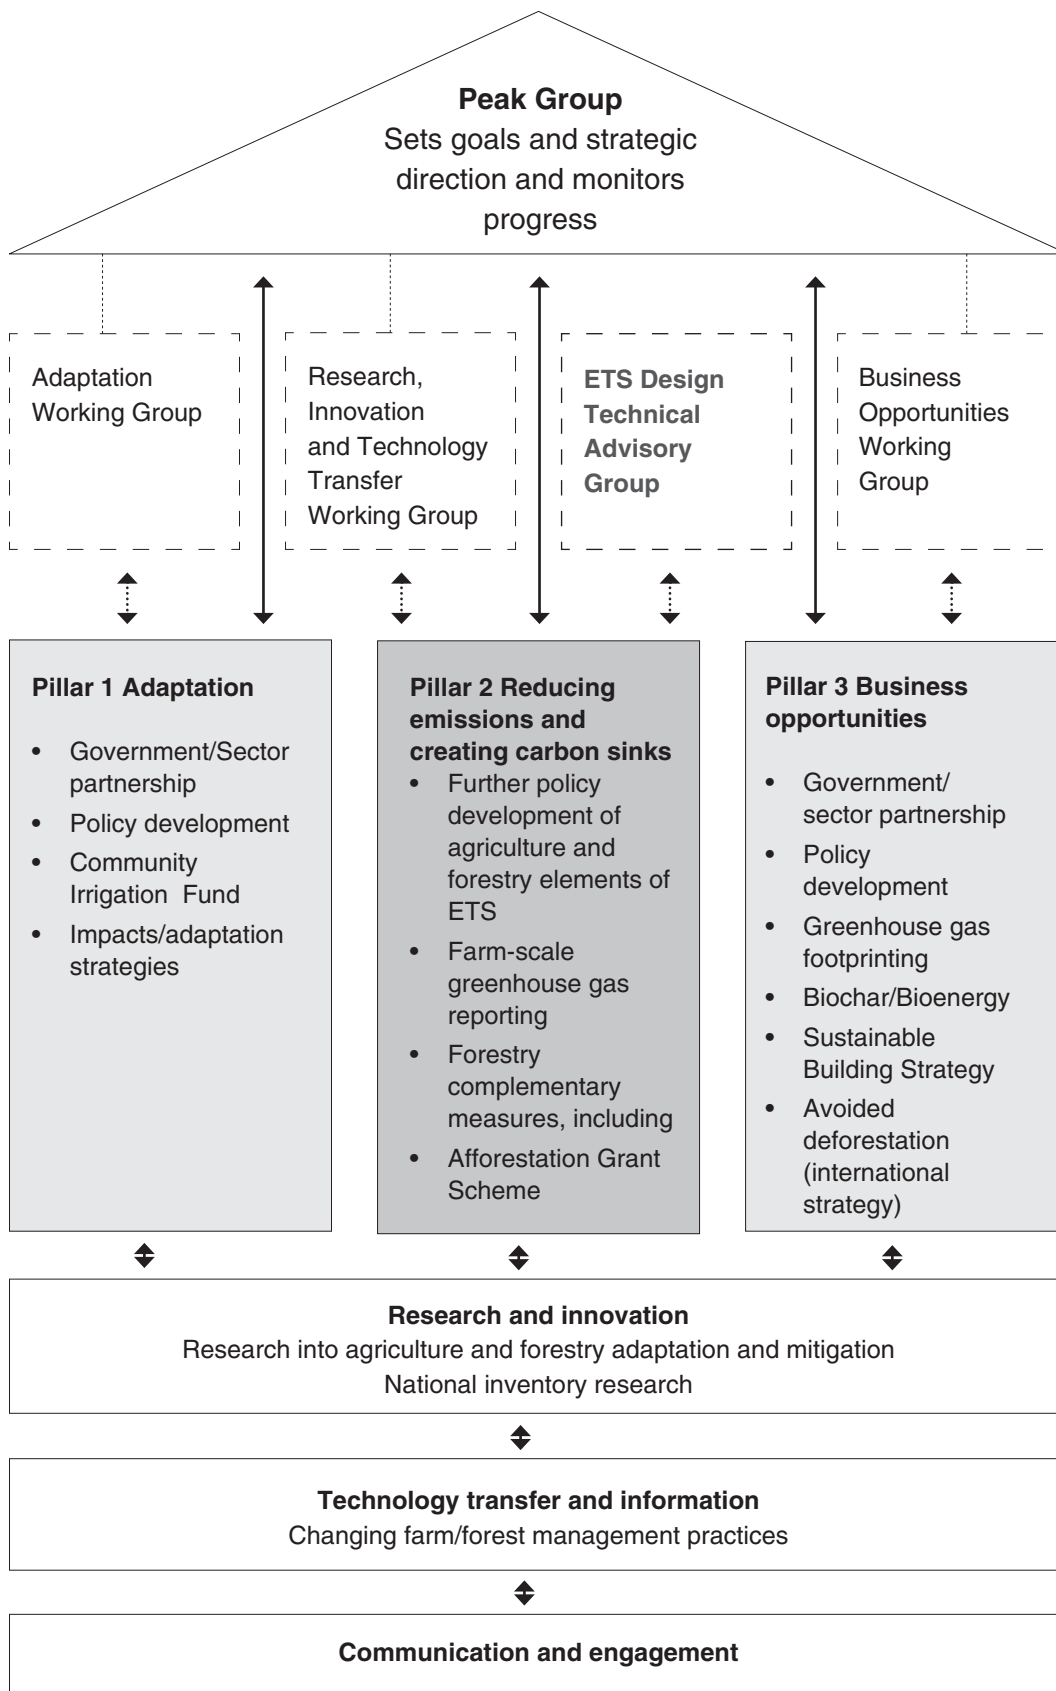 Peak Group
Sets goals and strategic
direction and monitors
progress
Adaptation
Working Group
Research,
Innovation
and Technology
Transfer
Working Group
ETS Design
Technical
Advisory
Group
Business
Opportunities
Working
Group
Pillar 1 Adaptation
• Government/Sector
partnership
• Policy development
• Community
Irrigation Fund
• Impacts/adaptation
strategies
Pillar 2 Reducing
emissions and
creating carbon sinks
• Further policy
development of
agriculture and
forestry elements of
ETS
• Farm-scale
greenhouse gas
reporting
• Forestry
complementary
measures, including
• Afforestation Grant
Scheme
Pillar 3 Business
opportunities
• Government/
sector partnership
• Policy
development
• Greenhouse gas
footprinting
• Biochar/Bioenergy
• Sustainable
Building Strategy
• Avoided
deforestation
(international
strategy)
Research and innovation
Research into agriculture and forestry adaptation and mitigation
National inventory research
Technology transfer and information
Changing farm/forest management practices
Communication and engagement